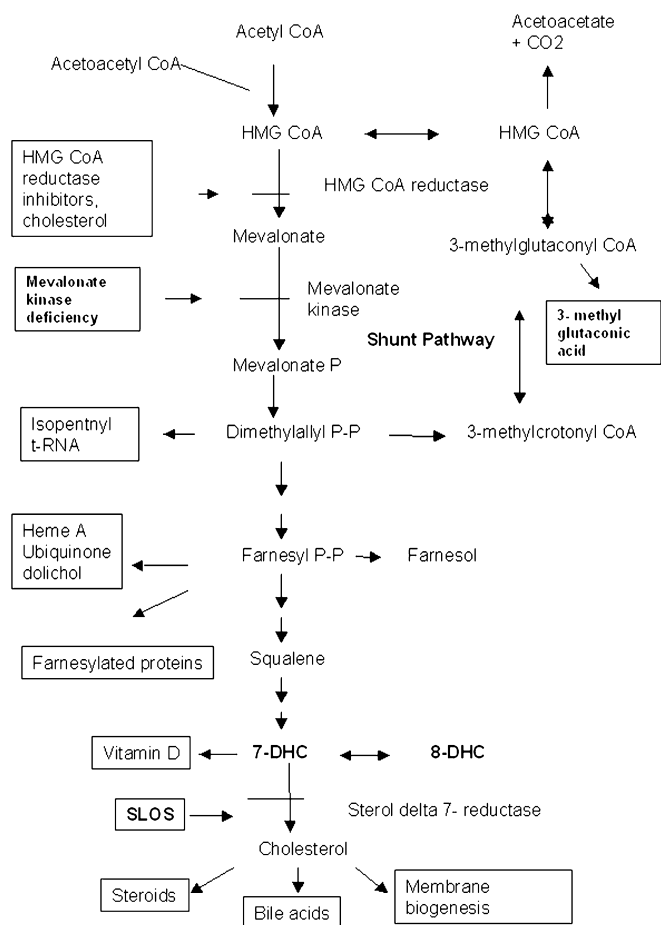 Acetyl CoA
Acetoacetate
+ CO2
Acetoacetyl CoA
HMG CoA
HMG CoA
HMG CoA
reductase
inhibitors,
cholesterol
HMG CoA reductase
Mevalonate
3-methylglutaconyl CoA
Mevalonate
kinase
deficiency
Mevalonate
kinase
3- methyl
glutaconic
acid
Shunt Pathway
Mevalonate P
Isopentnyl
t-RNA
Dimethylallyl P-P
3-methylcrotonyl CoA
Heme A
Ubiquinone
dolichol
Farnesyl P-P
Farnesol
Farnesylated proteins
Squalene
Vitamin D
7-DHC
8-DHC
SLOS
Sterol delta 7- reductase
Cholesterol
Steroids
Bile acids
Membrane
biogenesis